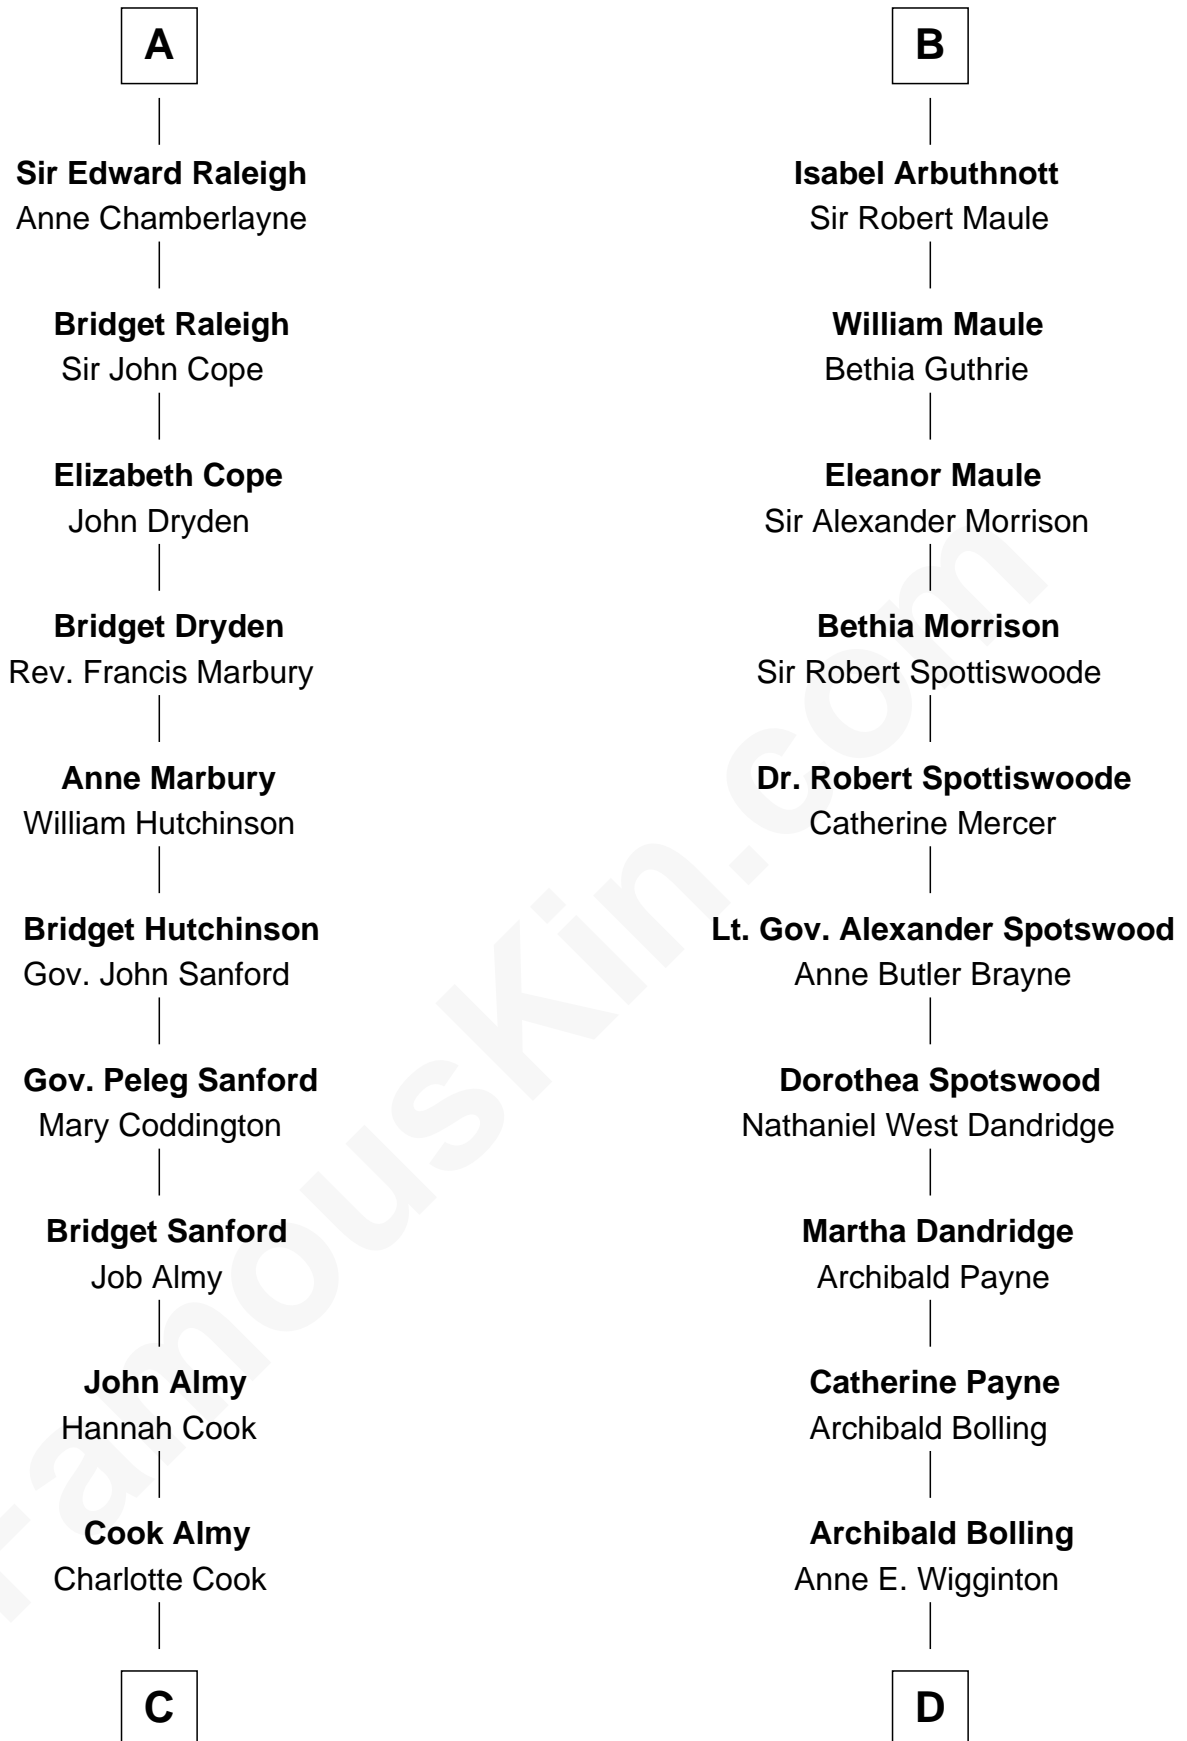 A
Sir Edward Raleigh
Anne Chamberlayne
Bridget Raleigh
Sir John Cope
Elizabeth Cope
John Dryden
Bridget Dryden
Rev. Francis Marbury
Anne Marbury
William Hutchinson
Bridget Hutchinson
Gov. John Sanford
Gov. Peleg Sanford
Mary Coddington
Bridget Sanford
Job Almy
John Almy
Hannah Cook
Cook Almy
Charlotte Cook
C
B
Isabel Arbuthnott
Sir Robert Maule
William Maule
Bethia Guthrie
Eleanor Maule
Sir Alexander Morrison
Bethia Morrison
Sir Robert Spottiswoode
Dr. Robert Spottiswoode
Catherine Mercer
Lt. Gov. Alexander Spotswood
Anne Butler Brayne
Dorothea Spotswood
Nathaniel West Dandridge
Martha Dandridge
Archibald Payne
Catherine Payne
Archibald Bolling
Archibald Bolling
Anne E. Wigginton
D
FamousKin.com